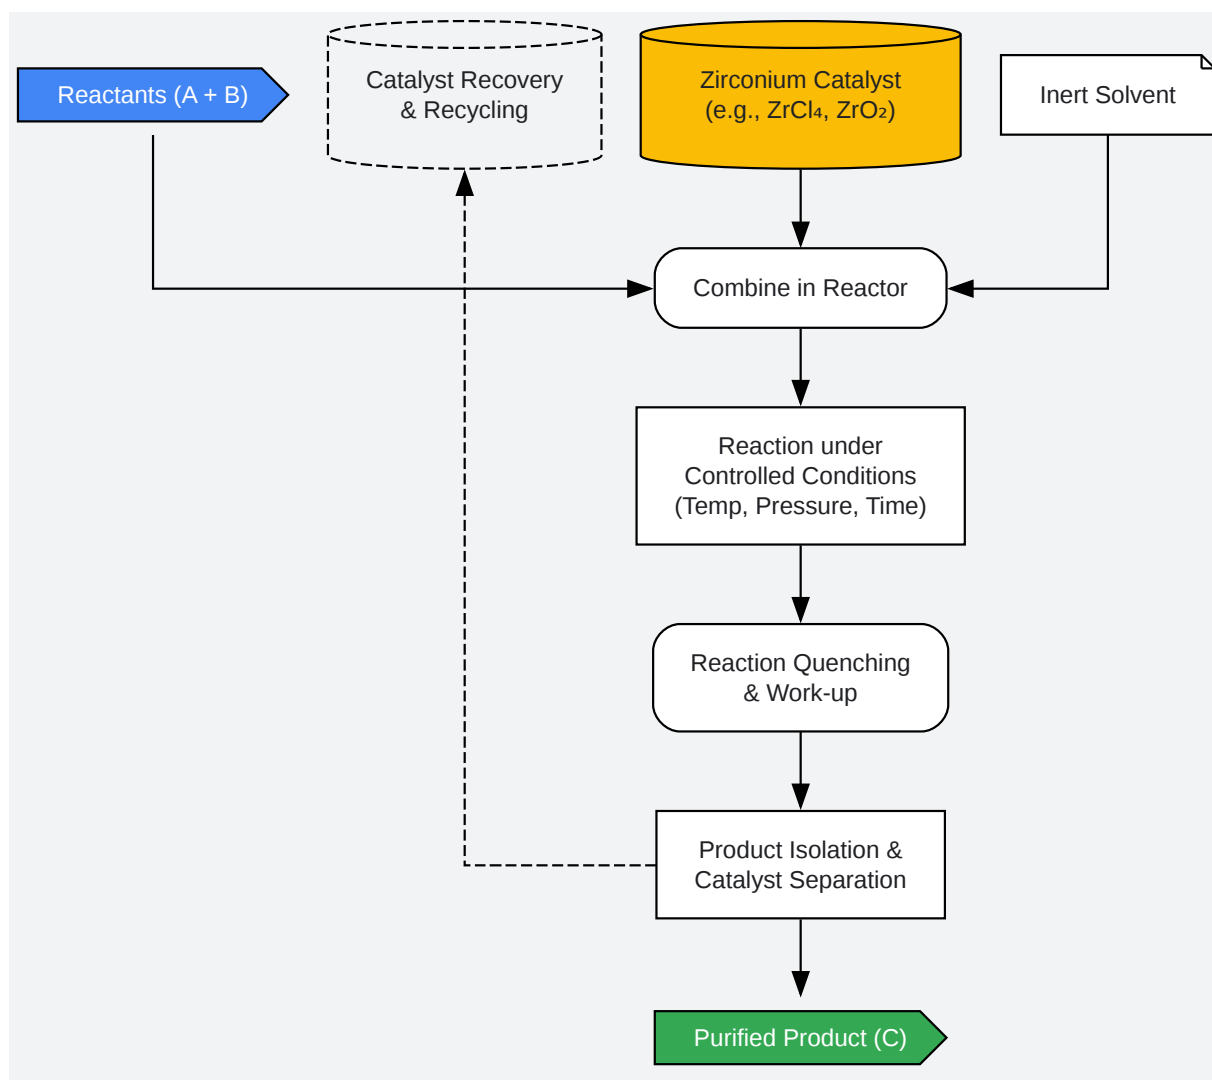 Reactants (A + B)
Catalyst Recovery
& Recycling
Zirconium Catalyst
(e.g., ZrCl₄, ZrO₂)
Inert Solvent
Combine in Reactor
Reaction under
Controlled Conditions
(Temp, Pressure, Time)
Reaction Quenching
& Work-up
Product Isolation &
Catalyst Separation
Purified Product (C)